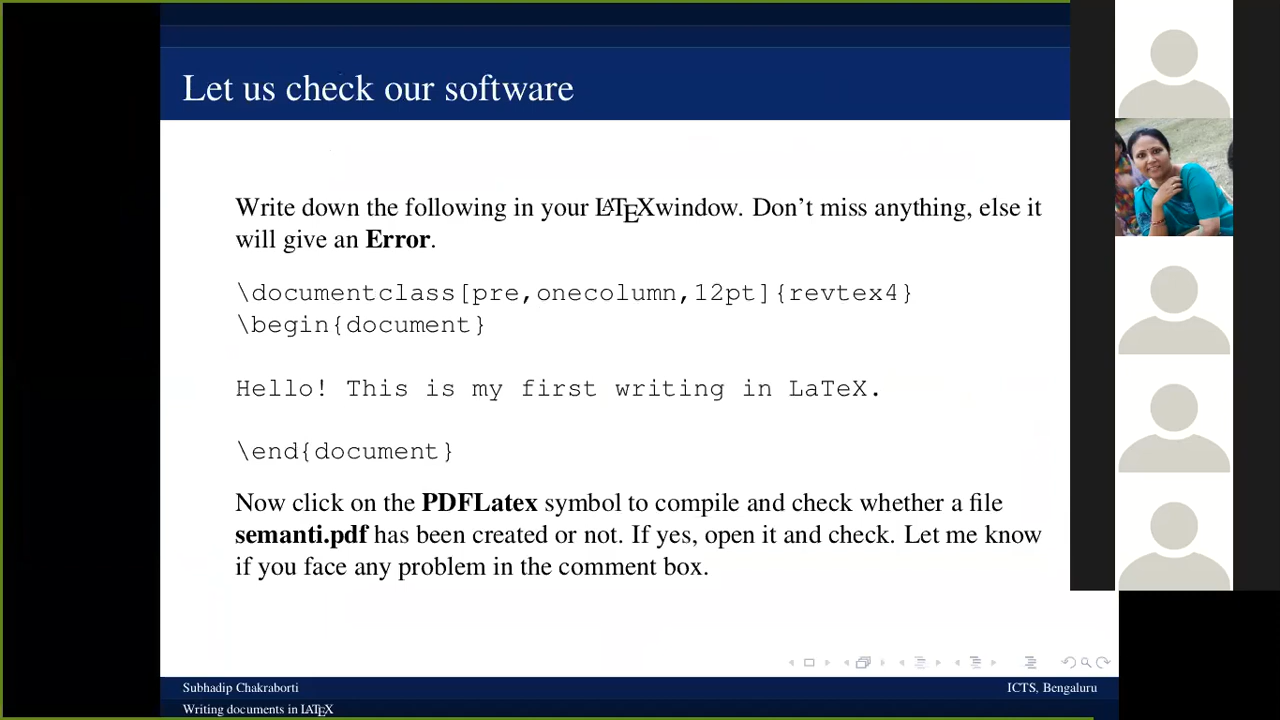 Let us check our software
Write down the following in your LATEXwindow. Don't miss anything, else it
will give an Error.
\documentclass[pre,onecolumn,12pt]{revtex4}
\begin{document}
Hello! This is my first writing in LaTeX.
\end{document}
Now click on the PDFLatex symbol to compile and check whether a file
semanti.pdf has been created or not. If yes, open it and check. Let me know
if you face any problem in the comment box.
Subhadip Chakraborti
ICTS, Bengaluru
Writing documents in LATEX